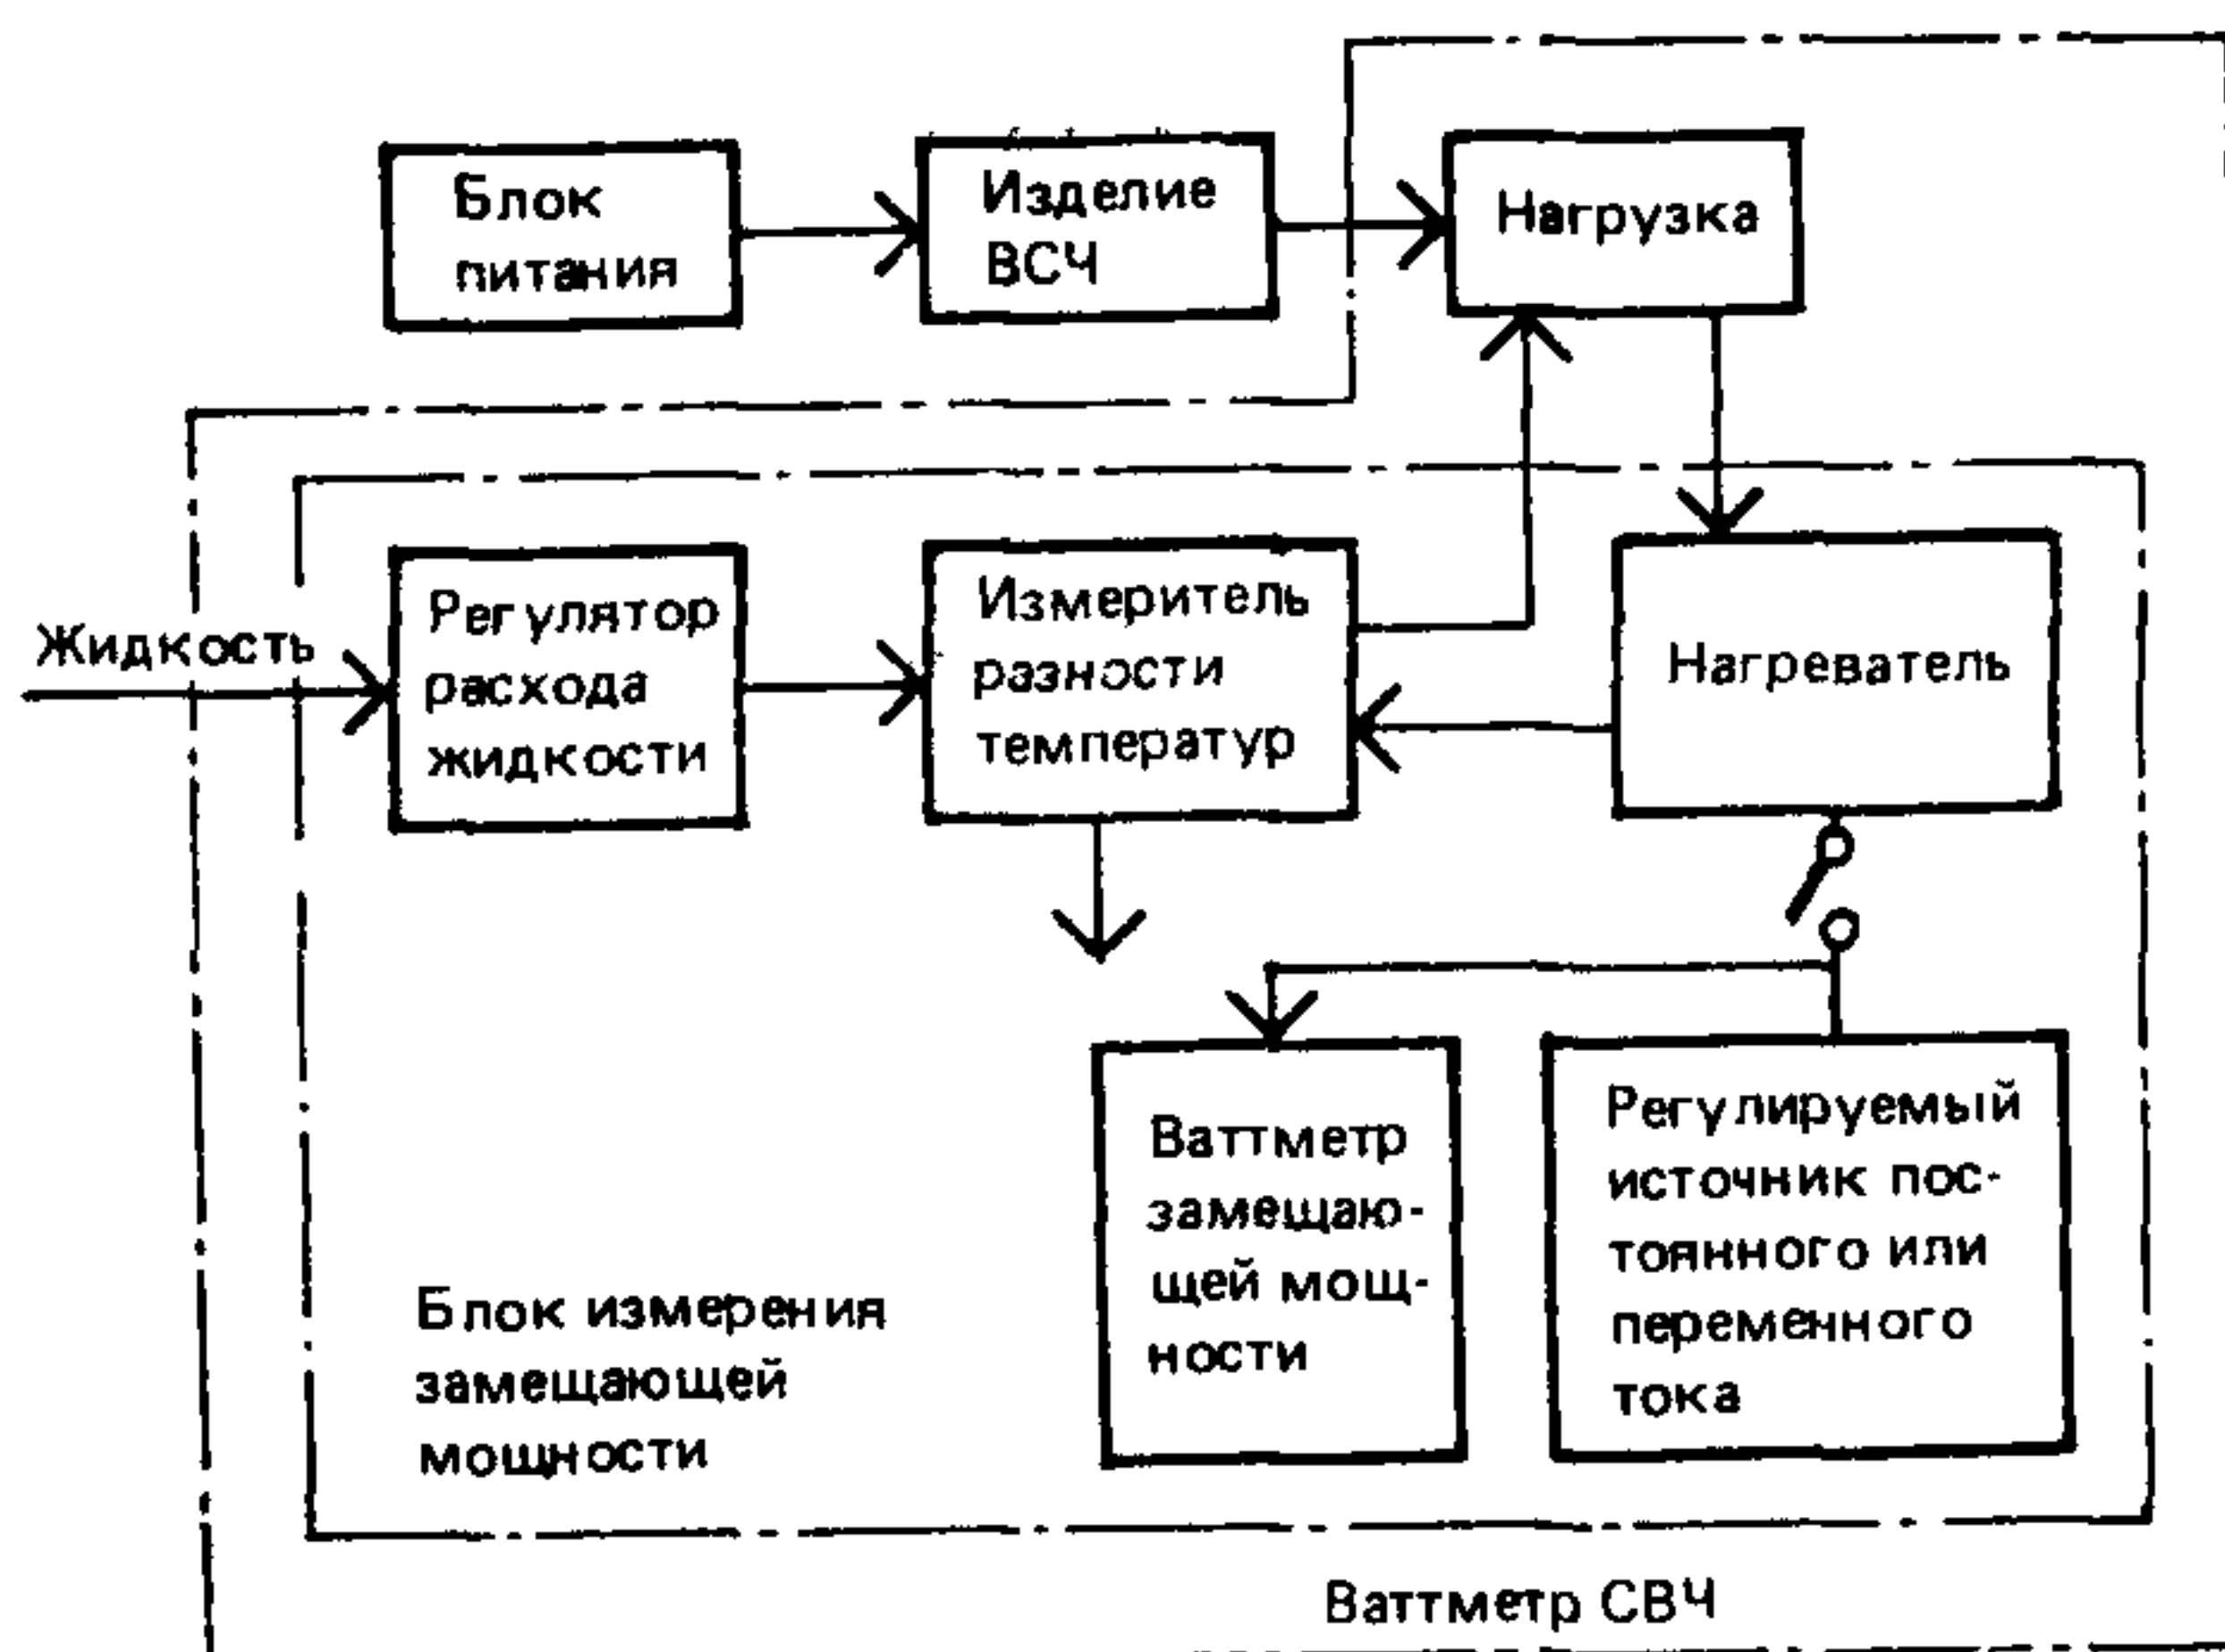 Блок
питания
Изделие
ВСЧ
Нагрузка
Жидкость
Регулятор
расхода
жидкости
Измеритель
разности
температур
Нагреватель
Ваттметр
замещаю-
щей мощ-
ности
Регулируемый
источник пос-
тоянного или
переменного
тока
Блок измерения
замещающей
мощности
Ваттметр СВЧ